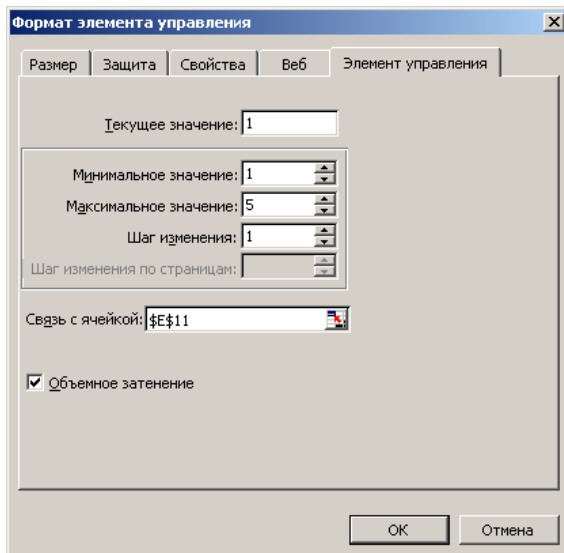 Формат элемента управления
Размер Защита Свойства Веб Элемент управления
Текущее значение: 1
Минимальное значение: 1
Максимальное значение: 5
Шаг изменения: 1
Шаг изменения по страницам:
Связь с ячейкой: $E$11
Объемное затенение
ОК Отмена